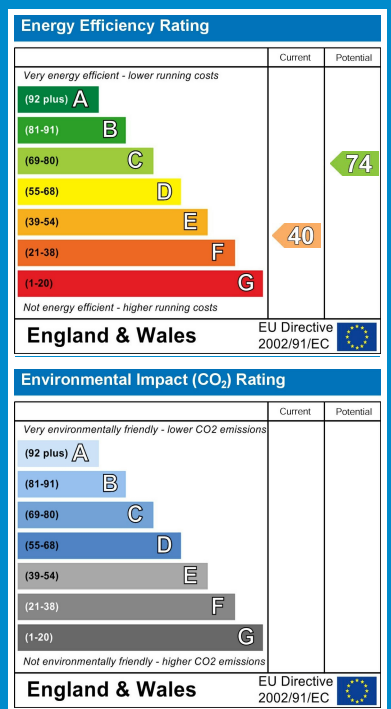 Energy Efficiency Rating
Current Potential
Very energy efficient - lower running costs
(92 plus) A
(81-91) B
(69-80) C
74
(55-68) D
(39-54) E
40
(21-38) F
(1-20) G
Not energy efficient - higher running costs
England & Wales
EU Directive
2002/91/EC
Environmental Impact (CO₂) Rating
Current Potential
Very environmentally friendly - lower CO2 emissions
(92 plus) A
(81-91) B
(69-80) C
(55-68) D
(39-54) E
(21-38) F
(1-20) G
Not environmentally friendly - higher CO2 emissions
England & Wales
EU Directive
2002/91/EC